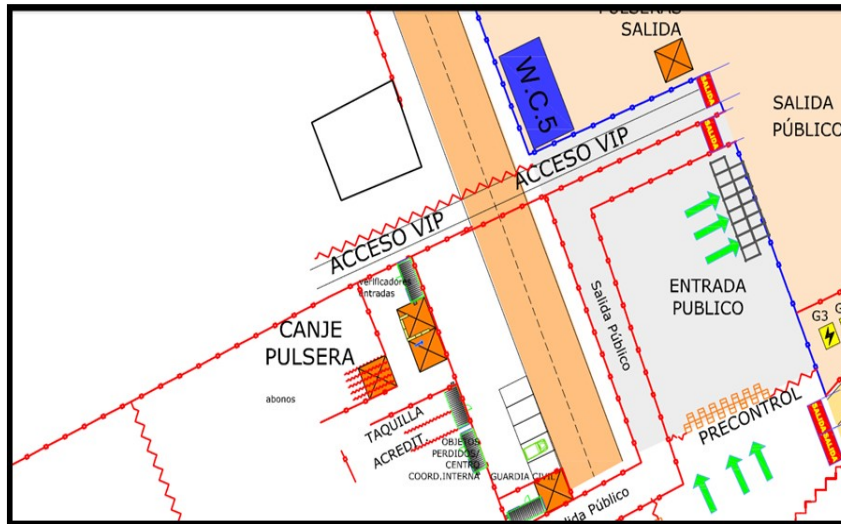 PULSERAS
SALIDA
W.C.5
SALIDA
SALIDA
PÚBLICO
SALIDA
ACCESO VIP
ACCESO VIP
verificadores
entradas
ENTRADA
PUBLICO
Salida Público
CANJE
PULSERA
G3
abonos
TAQUILLA
ACREDIT.
PRECONTROL
SALIDA SALIDA
OBJETOS
PERDIDOS/
CENTRO
COORD.INTERNA
GUARDIA CIVIL
Salida Público